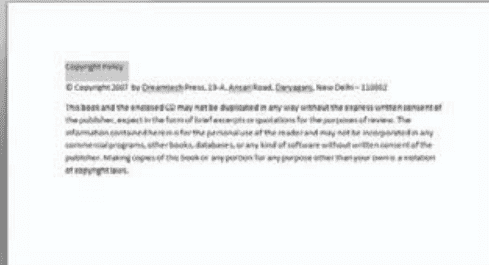 Copyright Policy
© Copyright 2007 by Dreamtech Press, 19-A, Ansari Road, Daryaganj, New Delhi – 110002
This book and the enclosed CD may not be duplicated in any way without the express written consent of
the publisher, expect in the form of brief excerpts or quotations for the purposes of review. The
information contained herein is for the personal use of the reader and may not be incorporated in any
commercial programs, other books, databases, or any kind of software without written consent of the
publisher. Making copies of this book or any portion for any purpose other than your own is a violation
of copyright laws.